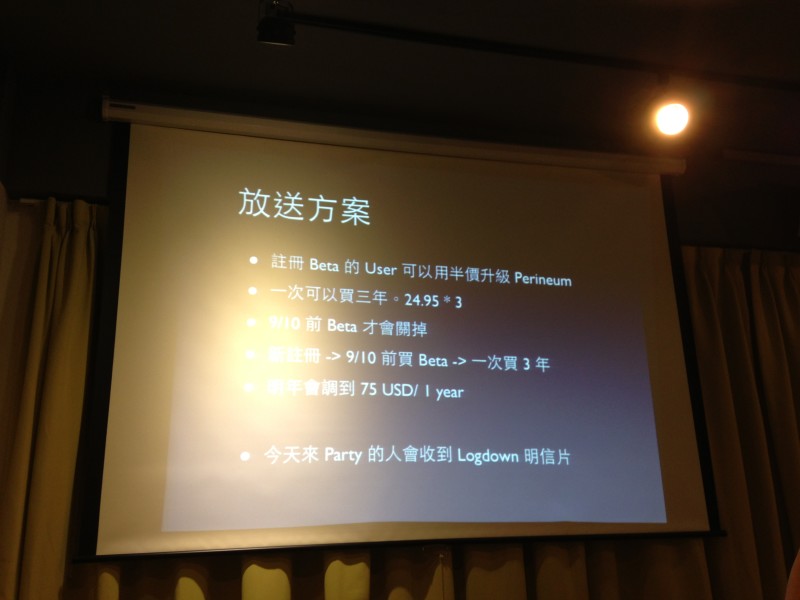 放送方案
• 註冊 Beta 的 User 可以用半價升級 Perineum
• 一次可以買三年。24.95 * 3
• 9/10 前 Beta 才會關掉
• 註冊 -> 9/10 前買 Beta -> 一次買 3 年
• 年會調到 75 USD/ 1 year
• 今天來 Party 的人會收到 Logdown 明信片